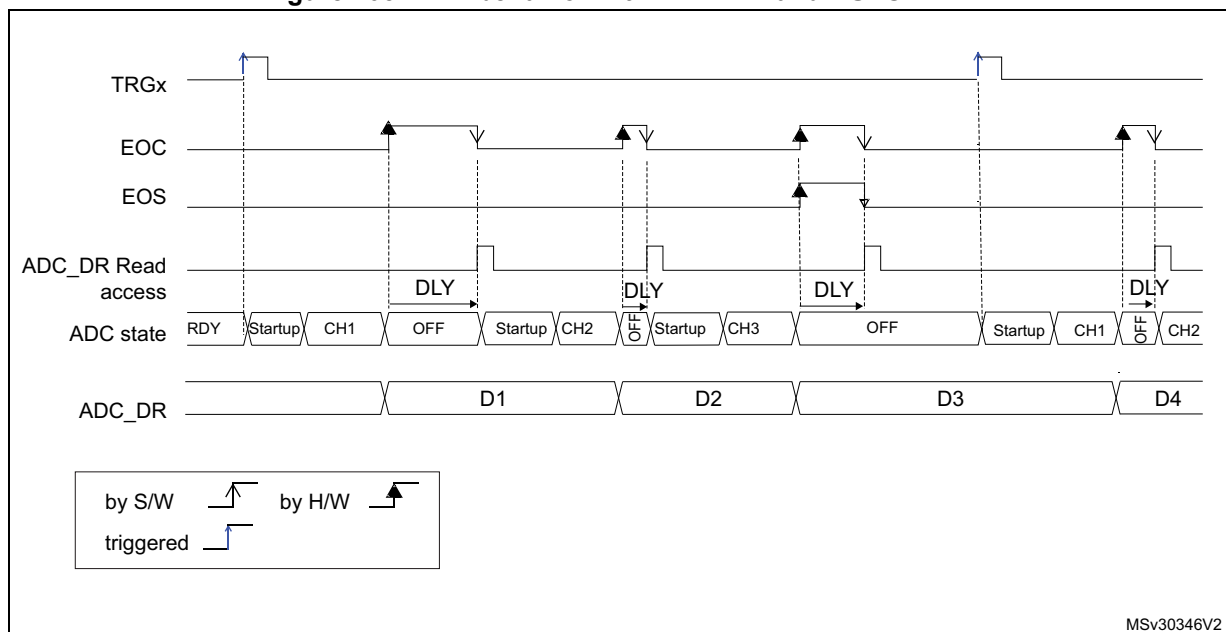 TRGx
EOC
EOS
ADC_DR Read
access
DLY DLY DLY DLY
ADC state RDY Startup CH1 OFF Startup CH2 OFF Startup CH3 OFF Startup CH1 OFF CH2
ADC_DR D1 D2 D3 D4
by S/W by H/W
triggered
MSv30346V2